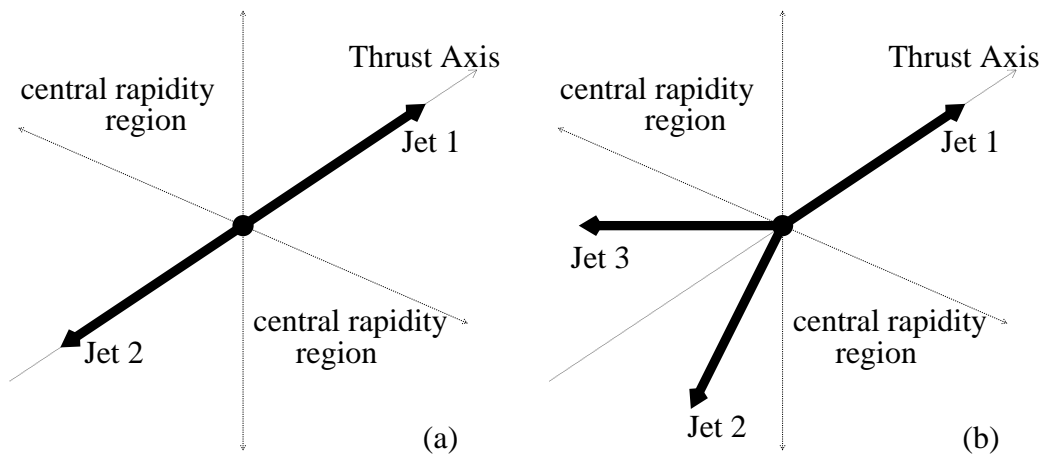 Thrust Axis
central rapidity
region
Jet 1
central rapidity
region
Jet 2
(a)
Thrust Axis
central rapidity
region
Jet 1
Jet 3
central rapidity
region
Jet 2
(b)